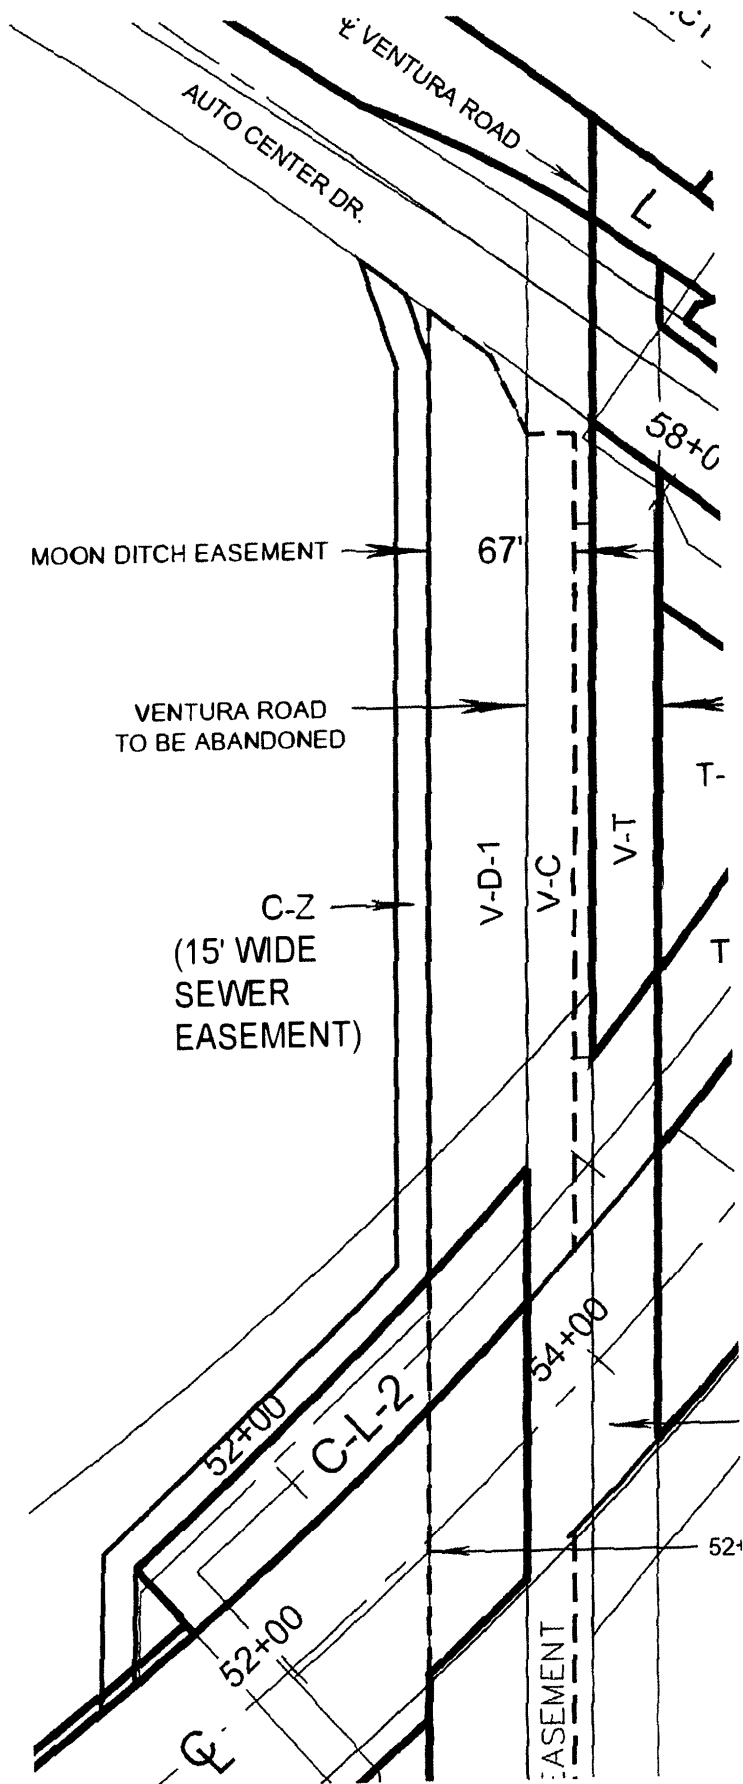 ℄ VENTURA ROAD
AUTO CENTER DR.
L
58+0
MOON DITCH EASEMENT
67'
VENTURA ROAD
TO BE ABANDONED
T-
V-D-1
V-C
V-T
C-Z
(15' WIDE
SEWER
EASEMENT)
T
54+00
C-L-2
52+00
52+
52+00
EASEMENT
℄